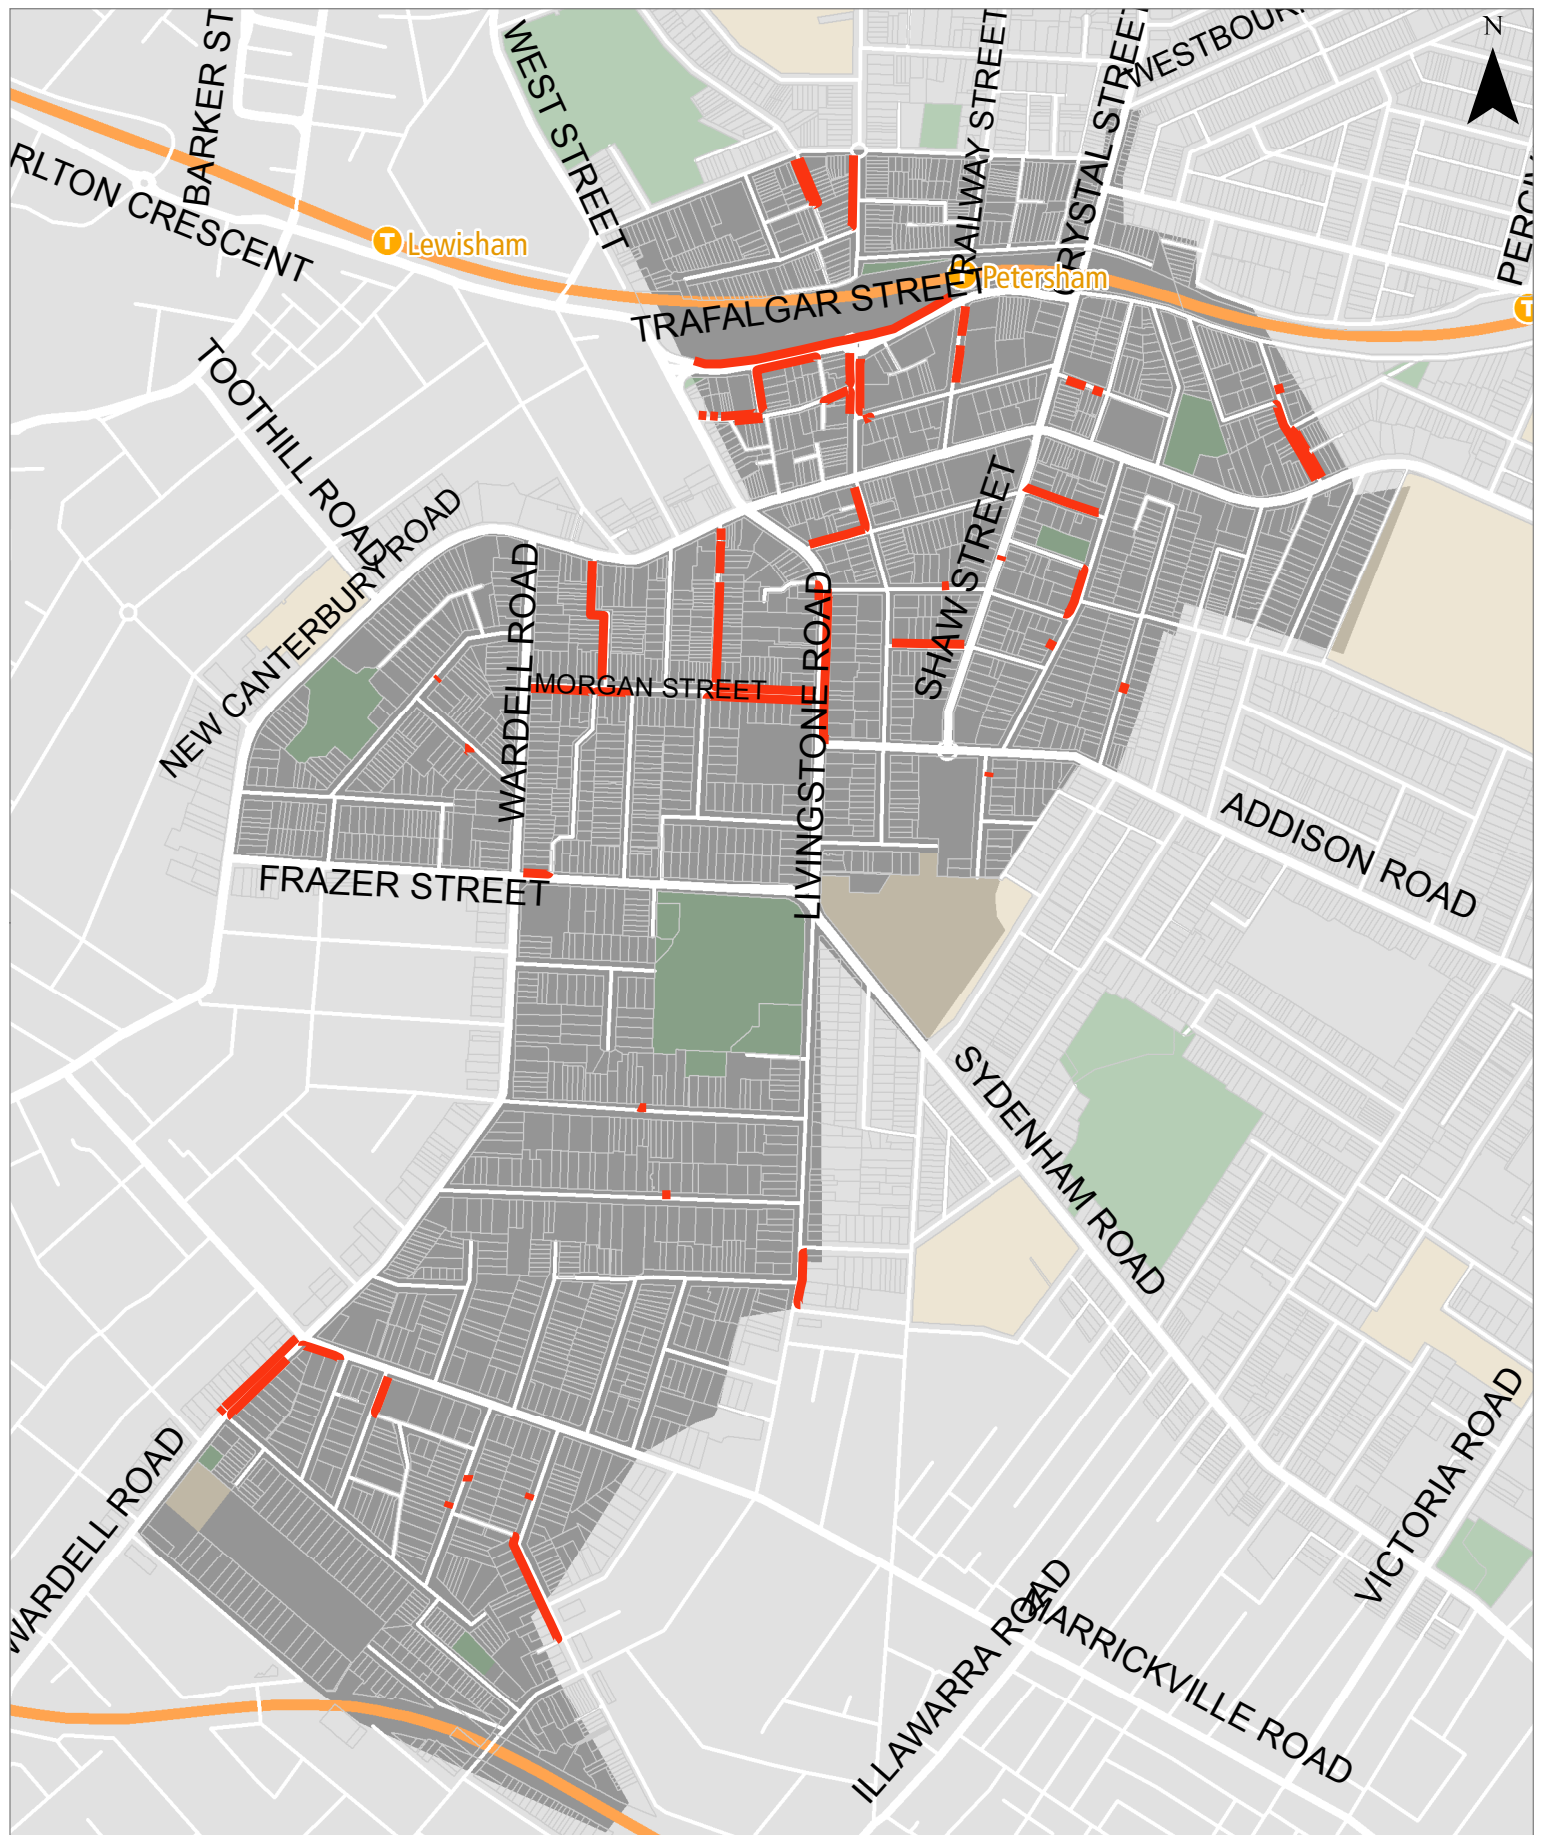 BARKER ST
WEST STREET
RAILWAY STREET
CRYSTAL STREET
WESTBOUR
N
RLTON CRESCENT
Lewisham
T
TRAFALGAR STREET
T
Petersham
PERCIV
T
TOOTHILL ROAD
NEW CANTERBURY ROAD
WARDELL ROAD
SHAW STREET
MORGAN STREET
LIVINGSTONE ROAD
ADDISON ROAD
FRAZER STREET
SYDENHAM ROAD
WARDELL ROAD
VICTORIA ROAD
ILLAWARRA ROAD
MARRICKVILLE ROAD